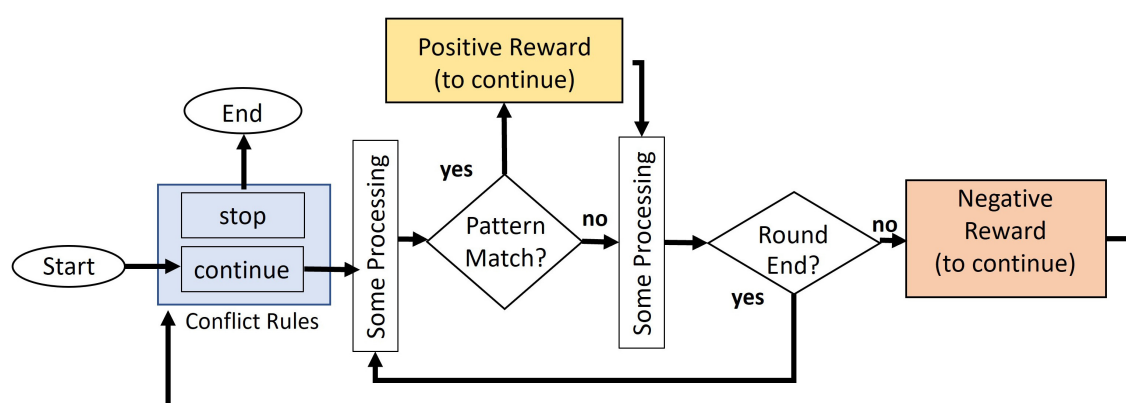 Positive Reward
(to continue)
End
yes
Some Processing
Some Processing
stop
Pattern
Match?
no
Negative
Reward
(to continue)
no
Round
End?
Start
continue
yes
Conflict Rules